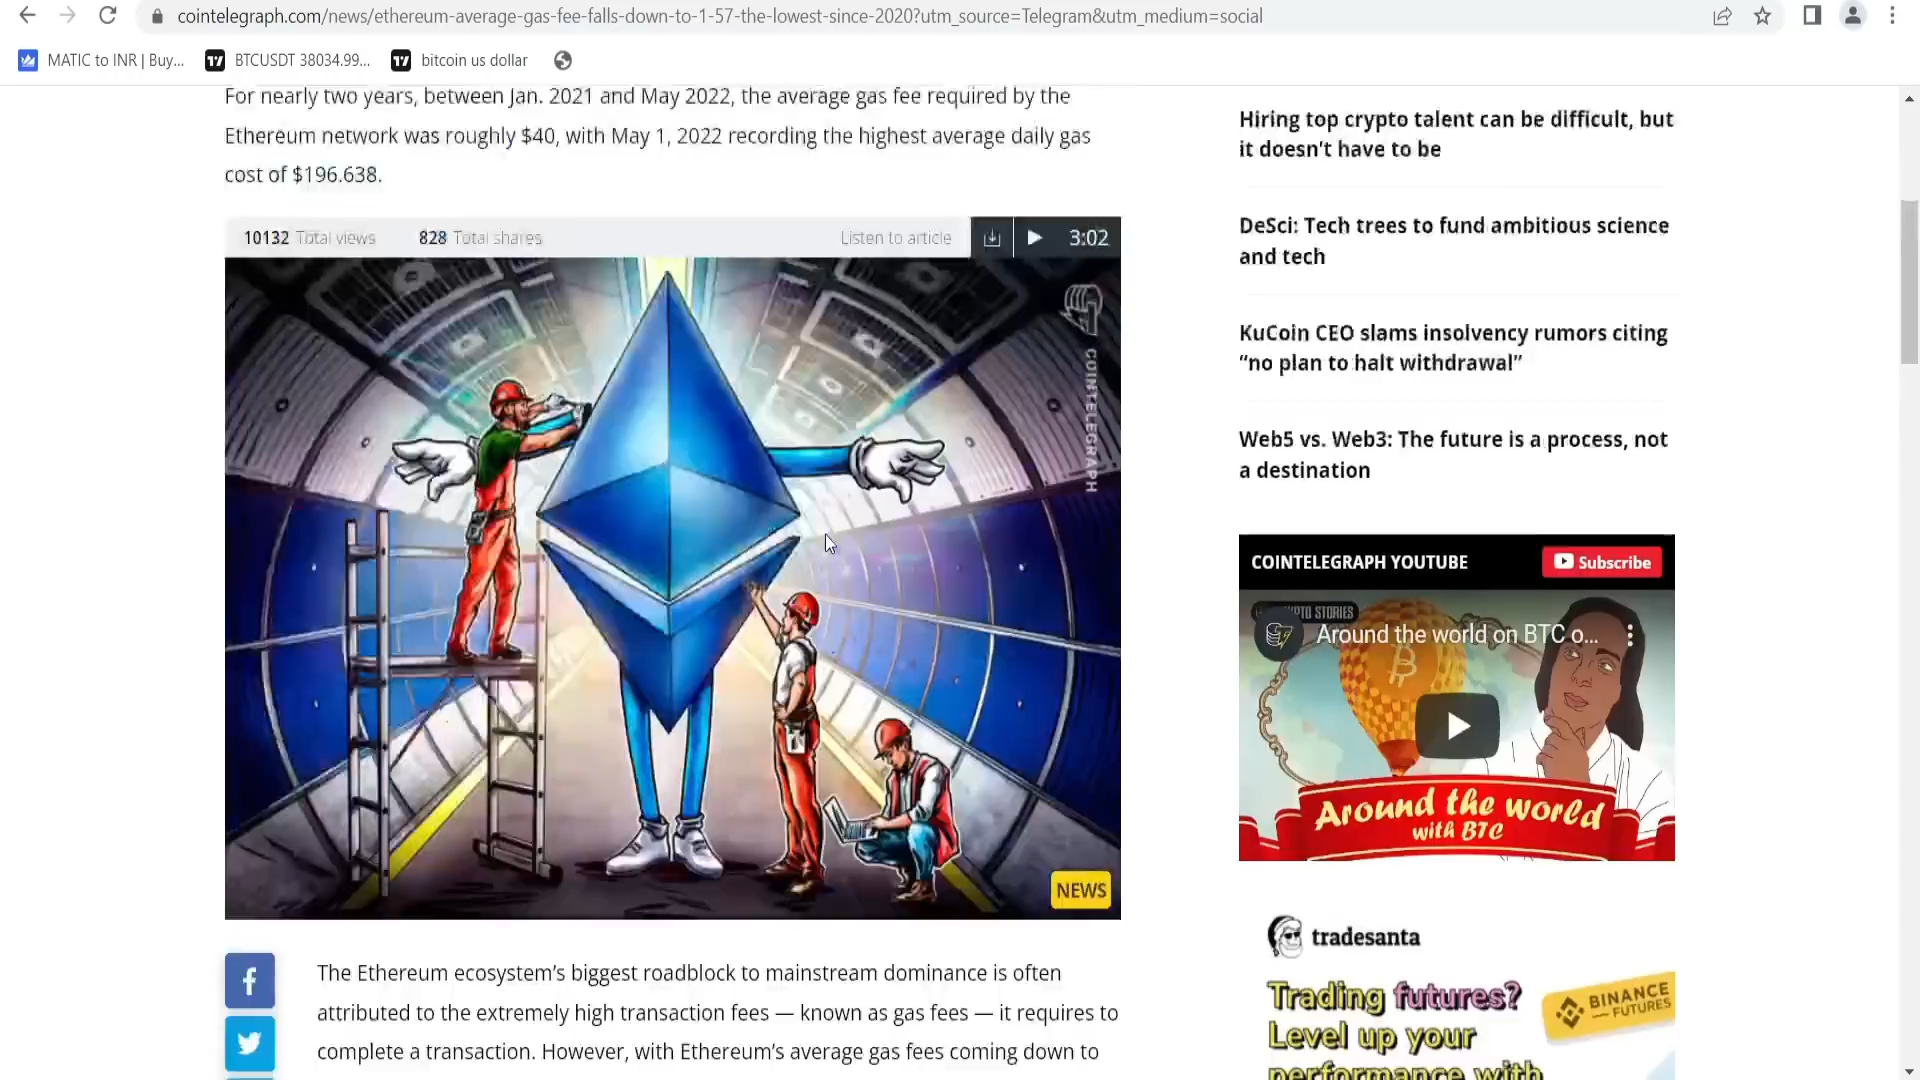 cointelegraph.com/news/ethereum-average-gas-fee-falls-down-to-1-57-the-lowest-since-2020?utm_source=Telegram&utm_medium=social
MATIC to INR | Buy... BTCUSDT 38034.99... bitcoin us dollar
For nearly two years, between Jan. 2021 and May 2022, the average gas fee required by the
Ethereum network was roughly $40, with May 1, 2022 recording the highest average daily gas
cost of $196.638.
10132 Total views 828 Total shares Listen to article 3:02
COINTELEGRAPH
NEWS
The Ethereum ecosystem’s biggest roadblock to mainstream dominance is often
attributed to the extremely high transaction fees — known as gas fees — it requires to
complete a transaction. However, with Ethereum’s average gas fees coming down to
Hiring top crypto talent can be difficult, but
it doesn't have to be
DeSci: Tech trees to fund ambitious science
and tech
KuCoin CEO slams insolvency rumors citing
“no plan to halt withdrawal”
Web5 vs. Web3: The future is a process, not
a destination
COINTELEGRAPH YOUTUBE Subscribe
STORIES
Around the world on BTC o...
Around the world
with BTC
tradesanta
Trading futures?
Level up your
performance with
BINANCE
FUTURES